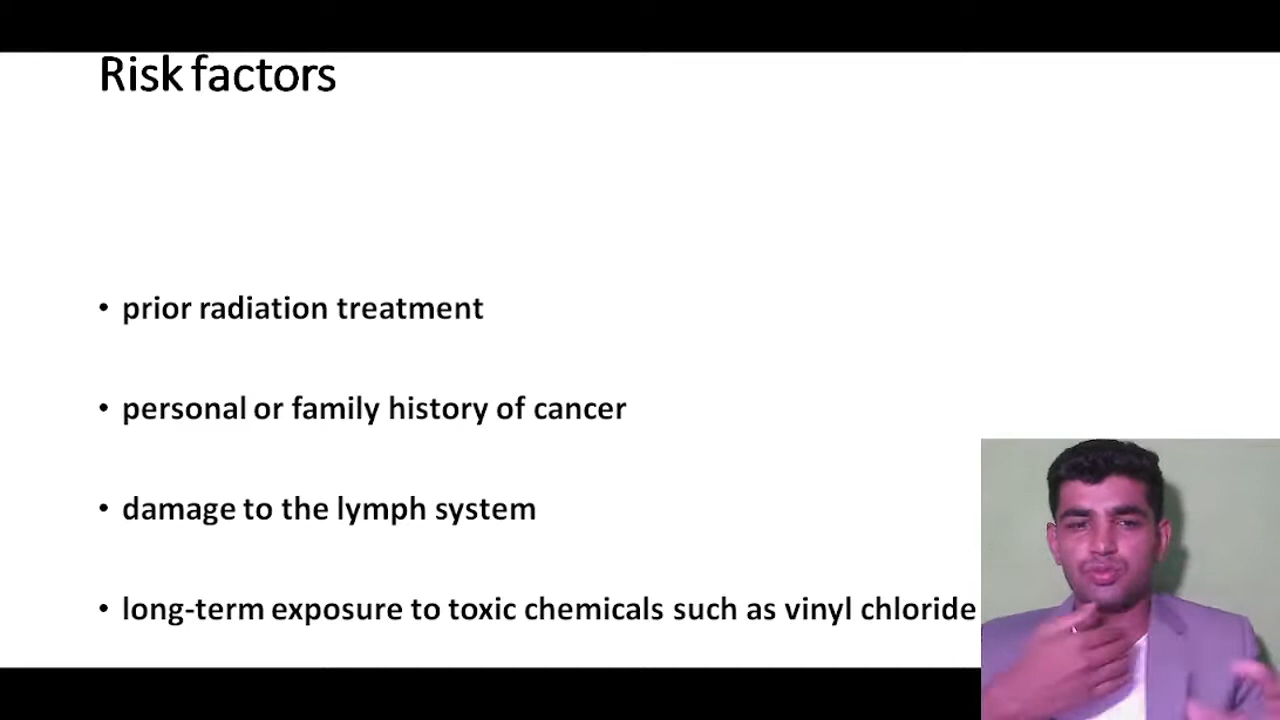 Risk factors
• prior radiation treatment
• personal or family history of cancer
• damage to the lymph system
• long-term exposure to toxic chemicals such as vinyl chloride